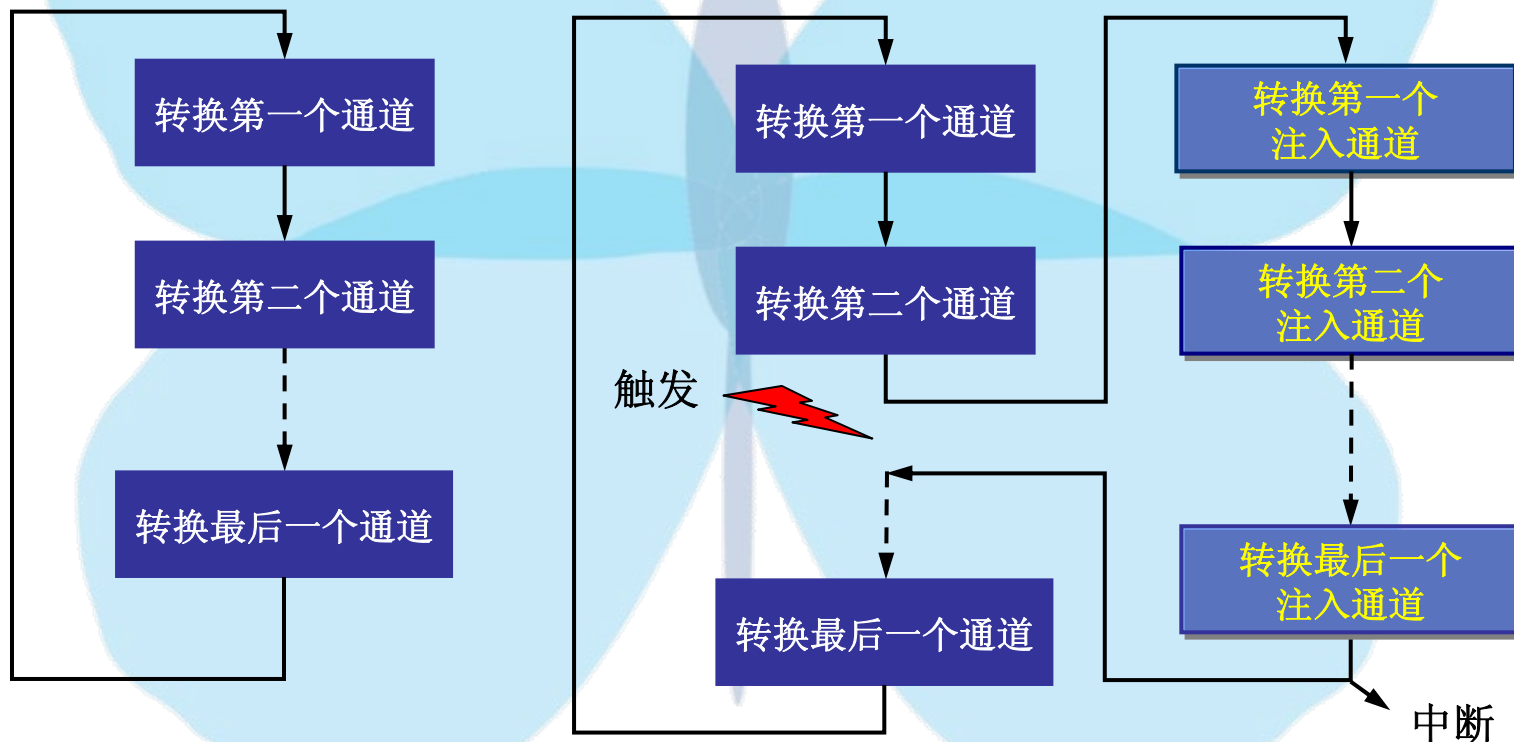 转换第一个通道
转换第二个通道
转换最后一个通道
转换第一个通道
转换第二个通道
触发
转换最后一个通道
转换第一个
注入通道
转换第二个
注入通道
转换最后一个
注入通道
中断